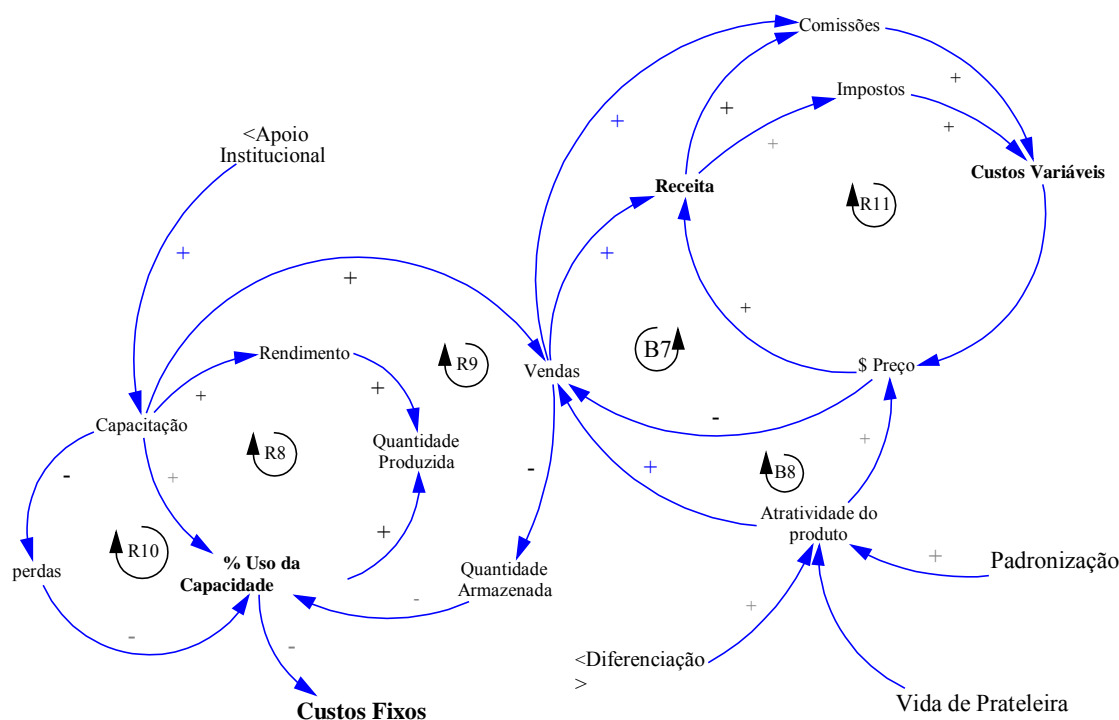 Comissões
+
Impostos
+
+
+
+
+
<Apoio
Institucional
Receita
R11
Custos Variáveis
+
+
+
+
Rendimento
R9
Vendas
B7
$ Preço
+
+
Capacitação
Quantidade
Produzida
-
+
R8
-
+
+
B8
-
+
Atratividade do
produto
R10
+
perdas
% Uso da
Capacidade
Quantidade
Armazenada
+
Padronização
-
-
+
-
<Diferenciação
>
Vida de Prateleira
Custos Fixos